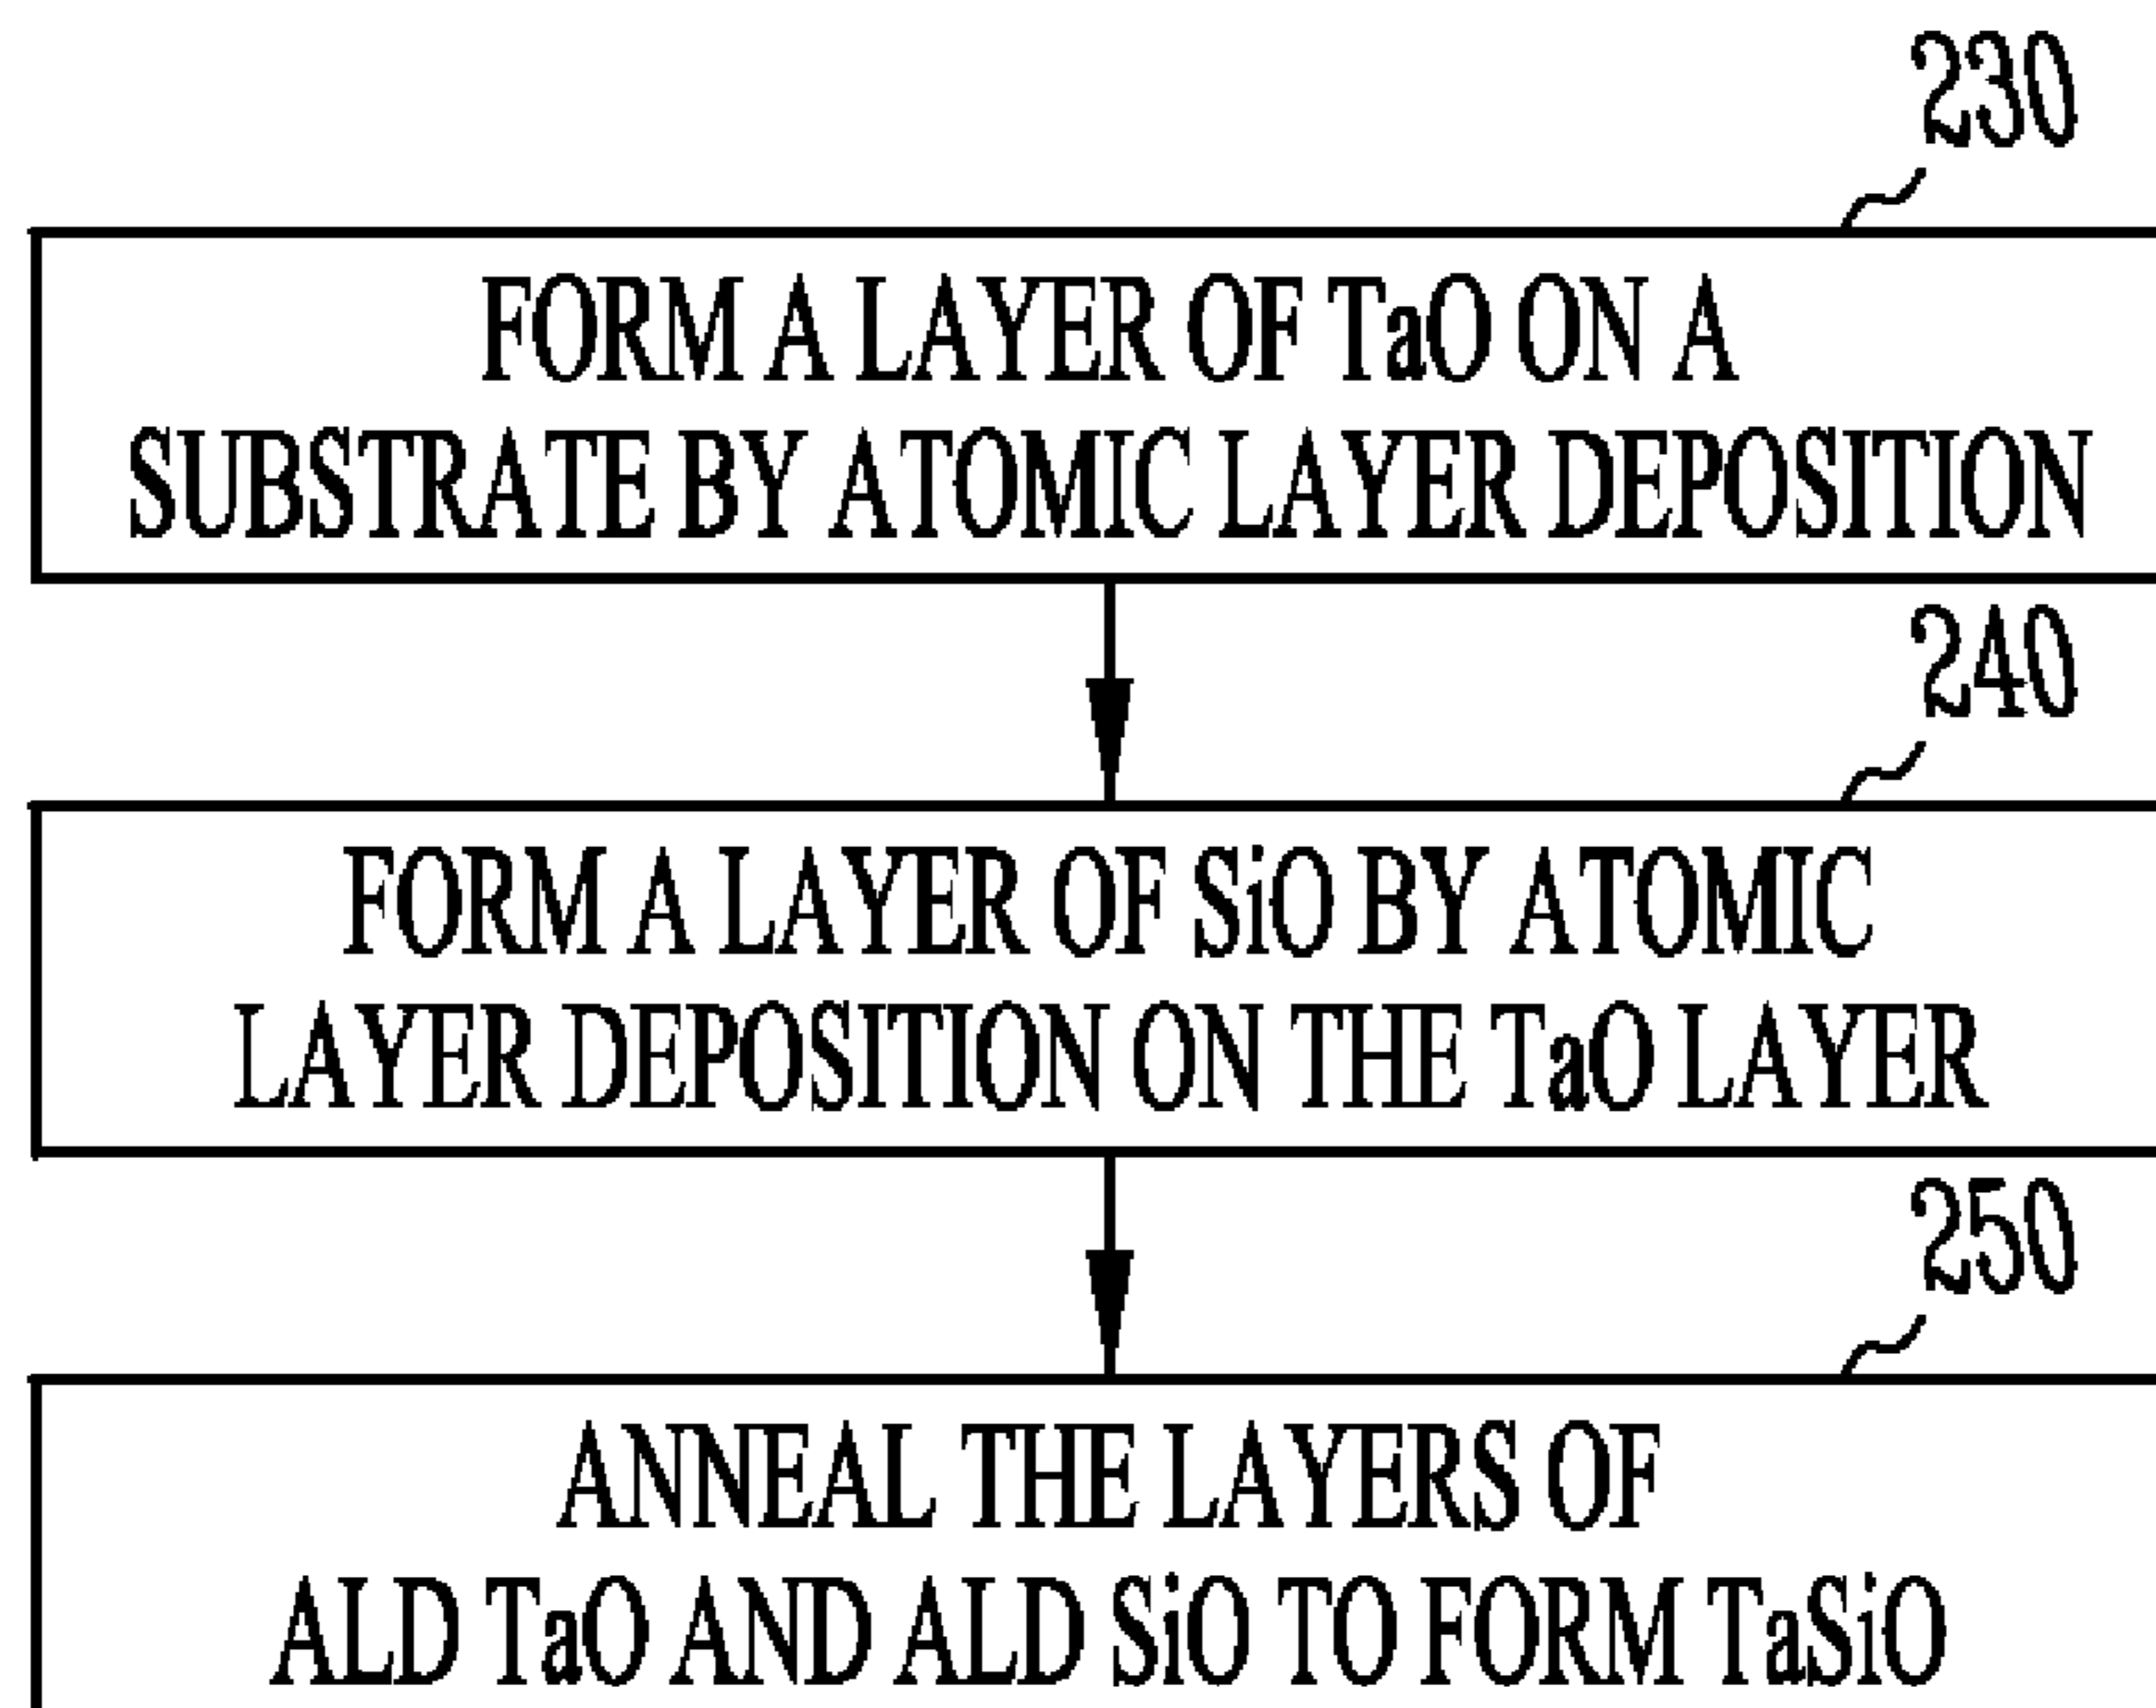 230
FORM A LAYER OF TaO ON A
SUBSTRATE BY ATOMIC LAYER DEPOSITION
240
FORM A LAYER OF SiO BY ATOMIC
LAYER DEPOSITION ON THE TaO LAYER
250
ANNEAL THE LAYERS OF
ALD TaO AND ALD SiO TO FORM TaSiO